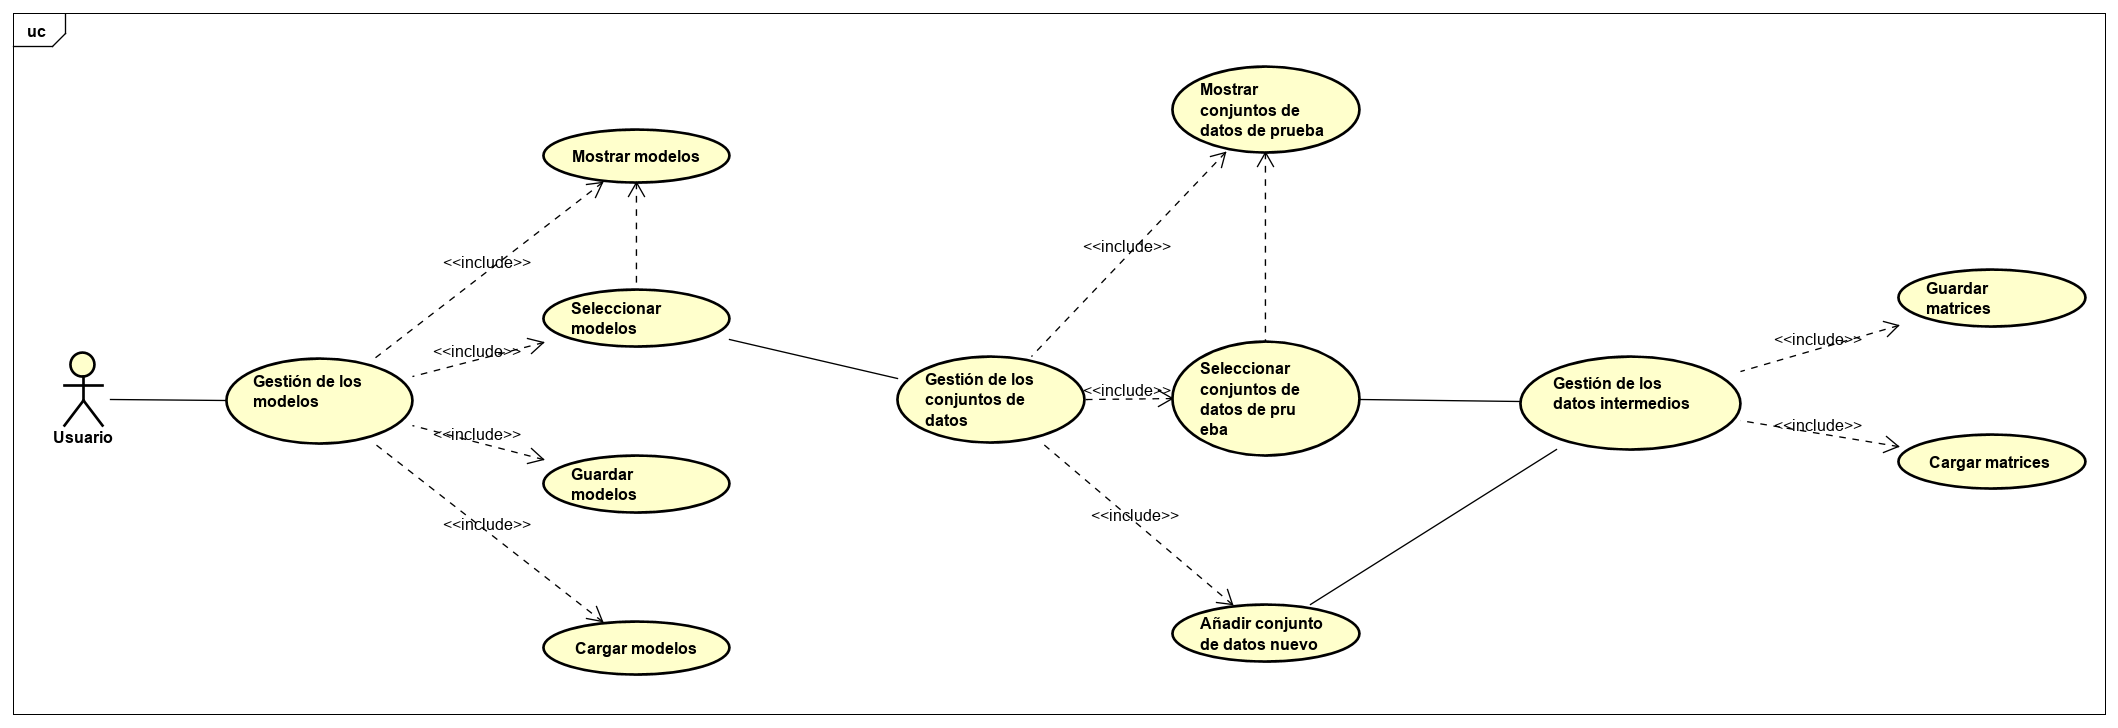 uc
Usuario
Gestión de los
modelos
<<include>>
<<include>>
<<include>>
<<include>>
Mostrar modelos
Seleccionar
modelos
Guardar
modelos
Cargar modelos
Gestión de los
conjuntos de
datos
<<include>>
<<include>>
<<include>>
Mostrar
conjuntos de
datos de prueba
Seleccionar
conjuntos de
datos de pru
eba
Añadir conjunto
de datos nuevo
Gestión de los
datos intermedios
<<include>>
<<include>>
Guardar
matrices
Cargar matrices